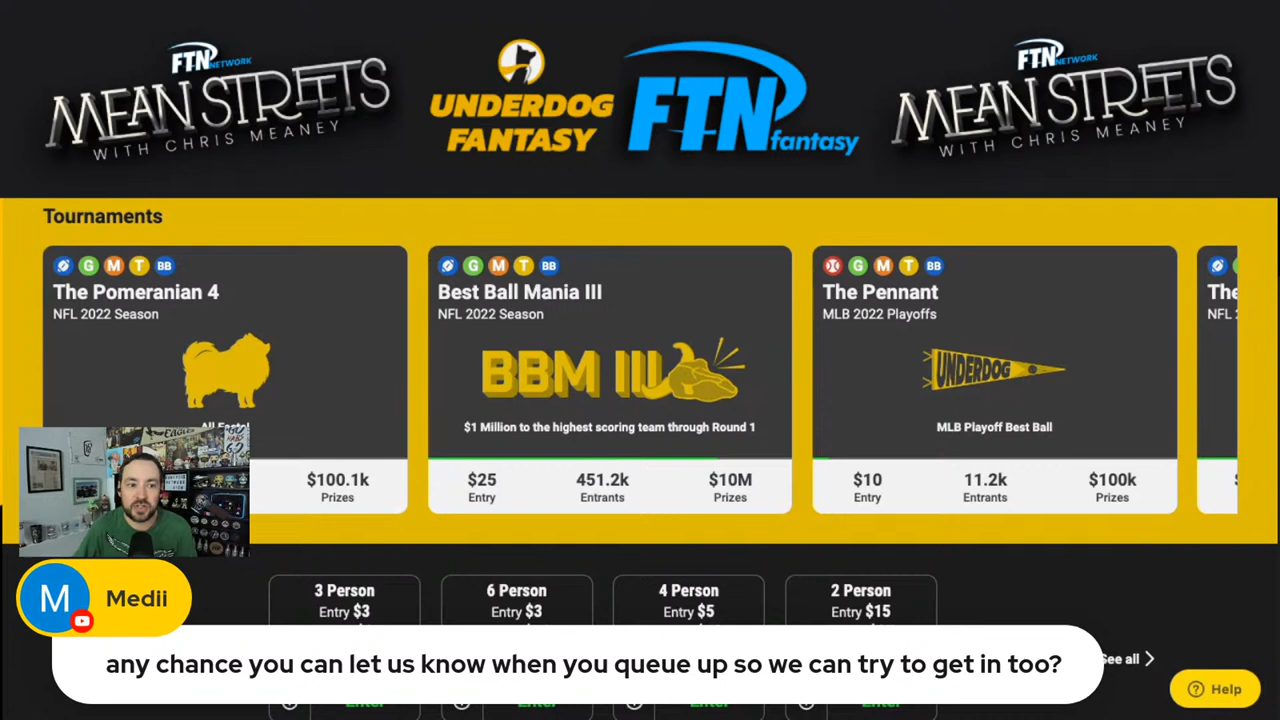 FTN NETWORK
MEAN STREETS
WITH CHRIS MEANEY
UNDERDOG
FANTASY
FTN
fantasy
FTN NETWORK
MEAN STREETS
WITH CHRIS MEANEY
Tournaments
G M T BB
The Pomeranian 4
NFL 2022 Season
$100.1k
Prizes
G M T BB
Best Ball Mania III
NFL 2022 Season
BBM III
$1 Million to the highest scoring team through Round 1
$25
Entry
451.2k
Entrants
$10M
Prizes
G M T BB
The Pennant
MLB 2022 Playoffs
UNDERDOG
MLB Playoff Best Ball
$10
Entry
11.2k
Entrants
$100k
Prizes
The
NFL
3 Person
Entry $3
6 Person
Entry $3
4 Person
Entry $5
2 Person
Entry $15
See all
Help
M
Medii
any chance you can let us know when you queue up so we can try to get in too?